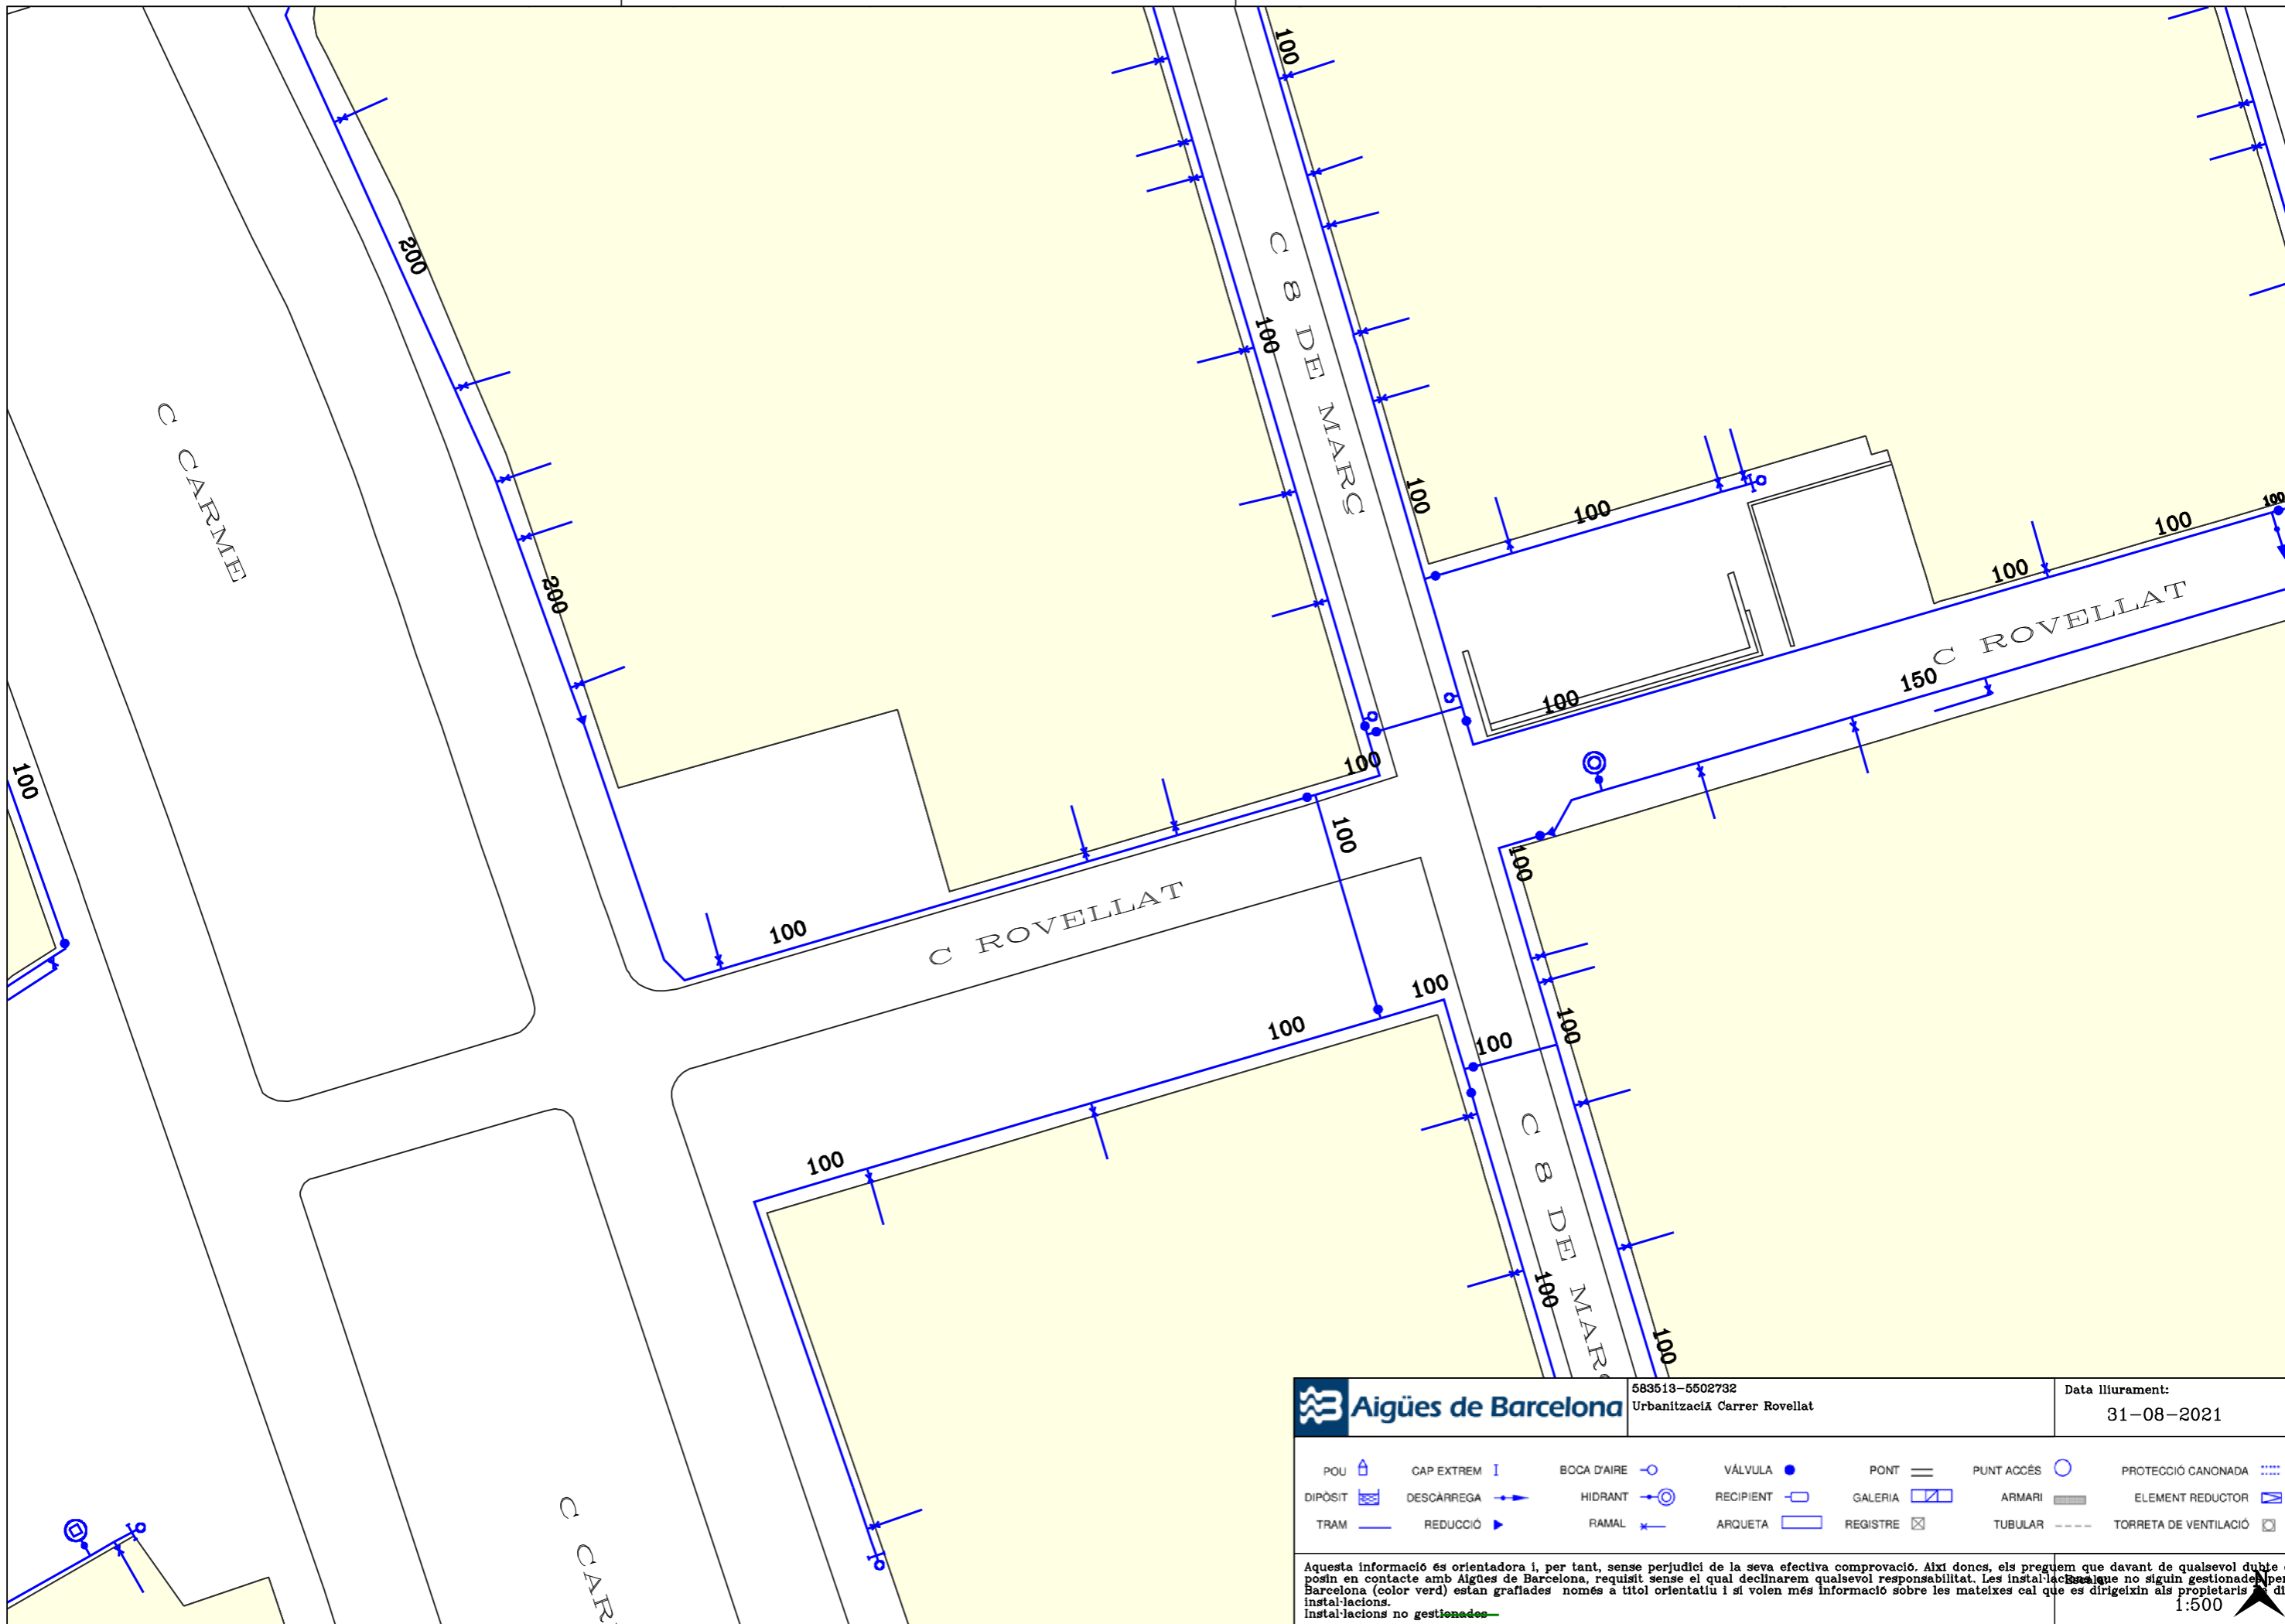 100
200
C CARME
C 8 DE MARÇ
100
100
100
100
100
100
100
200
C ROVELLAT
150
100
100
100
100
100
100
C ROVELLAT
100
100
100
100
100
100
C 8 DE MARÇ
100
100
C CAR
Aigües de Barcelona
583513-5502732
UrbanitzaciÀ Carrer Rovellat
Data lliurament:
31-08-2021
POU CAP EXTREM BOCA D'AIRE VÁLVULA PONT PUNT ACCÉS PROTECCIÓ CANONADA
DIPÒSIT DESCÀRREGA HIDRANT RECIPIENT GALERIA ARMARI ELEMENT REDUCTOR
TRAM REDUCCIÓ RAMAL ARQUETA REGISTRE TUBULAR TORRETA DE VENTILACIÓ
Aquesta informació és orientadora i, per tant, sense perjudici de la seva efectiva comprovació. Així doncs, els preguem que davant de qualsevol dubte
posin en contacte amb Aigües de Barcelona, requisit sense el qual declinarem qualsevol responsabilitat. Les instal·lacions que no siguin gestionades per
Barcelona (color verd) estan grafiades només a títol orientatiu i si volen més informació sobre les mateixes cal que es dirigeixin als propietaris
instal·lacions.
Instal·lacions no gestionades
Escala:
1:500
N